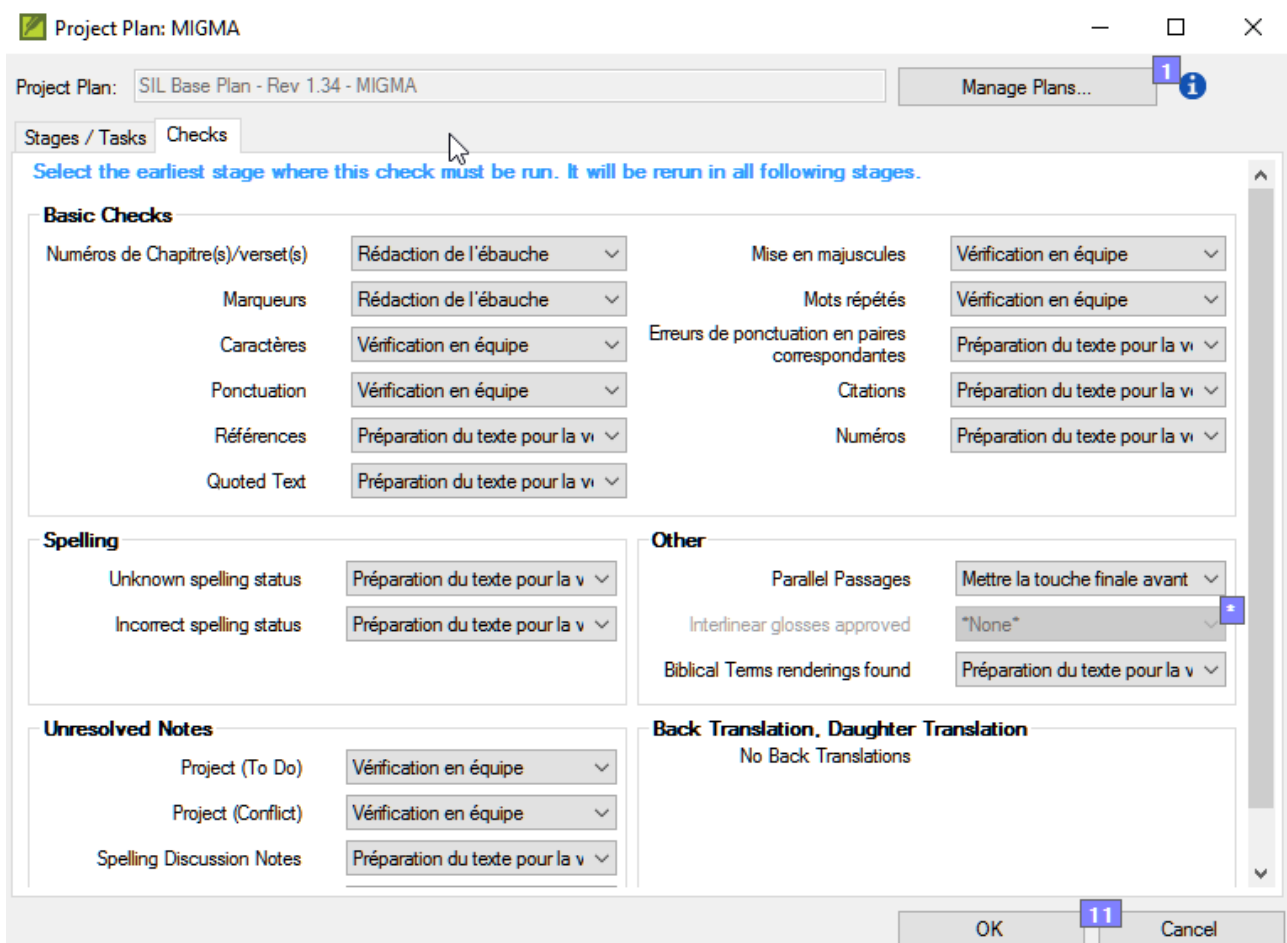 Project Plan: MIGMA
Project Plan: SIL Base Plan - Rev 1.34 - MIGMA Manage Plans... 1 i
Stages / Tasks Checks
Select the earliest stage where this check must be run. It will be rerun in all following stages.
Basic Checks
Numéros de Chapitre(s)/verset(s) Rédaction de l'ébauche Mise en majuscules Vérification en équipe
Marqueurs Rédaction de l'ébauche Mots répétés Vérification en équipe
Caractères Vérification en équipe Erreurs de ponctuation en paires correspondantes Préparation du texte pour la v
Ponctuation Vérification en équipe Citations Préparation du texte pour la v
Références Préparation du texte pour la v Numéros Préparation du texte pour la v
Quoted Text Préparation du texte pour la v
Spelling
Unknown spelling status Préparation du texte pour la v
Incorrect spelling status Préparation du texte pour la v
Other
Parallel Passages Mettre la touche finale avant
Interlinear glosses approved *None* *
Biblical Terms renderings found Préparation du texte pour la v
Unresolved Notes
Project (To Do) Vérification en équipe
Project (Conflict) Vérification en équipe
Spelling Discussion Notes Préparation du texte pour la v
Back Translation, Daughter Translation
No Back Translations
OK 11 Cancel